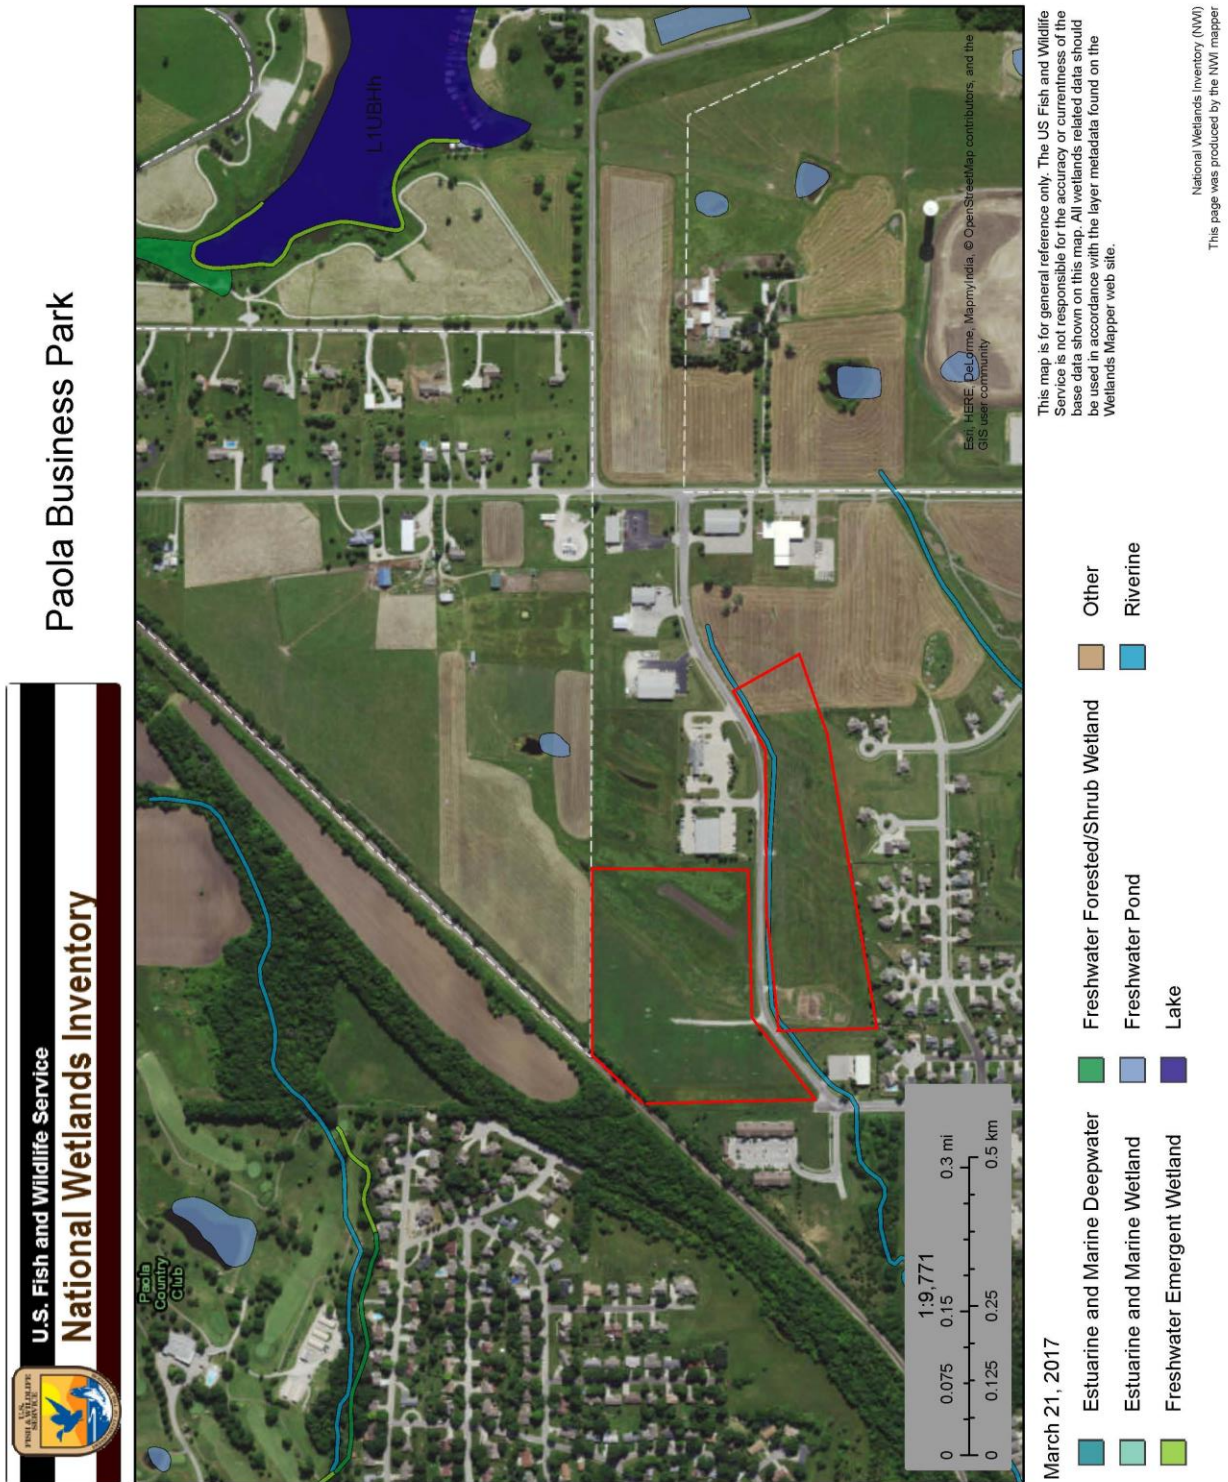 U.S.
FISH & WILDLIFE
SERVICE
U.S. Fish and Wildlife Service
National Wetlands Inventory
Paola Business Park
Paola
Country
Club
L1UBHh
Esri, HERE, DeLorme, MapmyIndia, © OpenStreetMap contributors, and the
GIS user community
1:9,771
0 0.075 0.15 0.3 mi
0 0.125 0.25 0.5 km
March 21, 2017
Estuarine and Marine Deepwater
Estuarine and Marine Wetland
Freshwater Emergent Wetland
Freshwater Forested/Shrub Wetland
Freshwater Pond
Lake
Other
Riverine
This map is for general reference only. The US Fish and Wildlife
Service is not responsible for the accuracy or currentness of the
base data shown on this map. All wetlands related data should
be used in accordance with the layer metadata found on the
Wetlands Mapper web site.
National Wetlands Inventory (NWI)
This page was produced by the NWI mapper